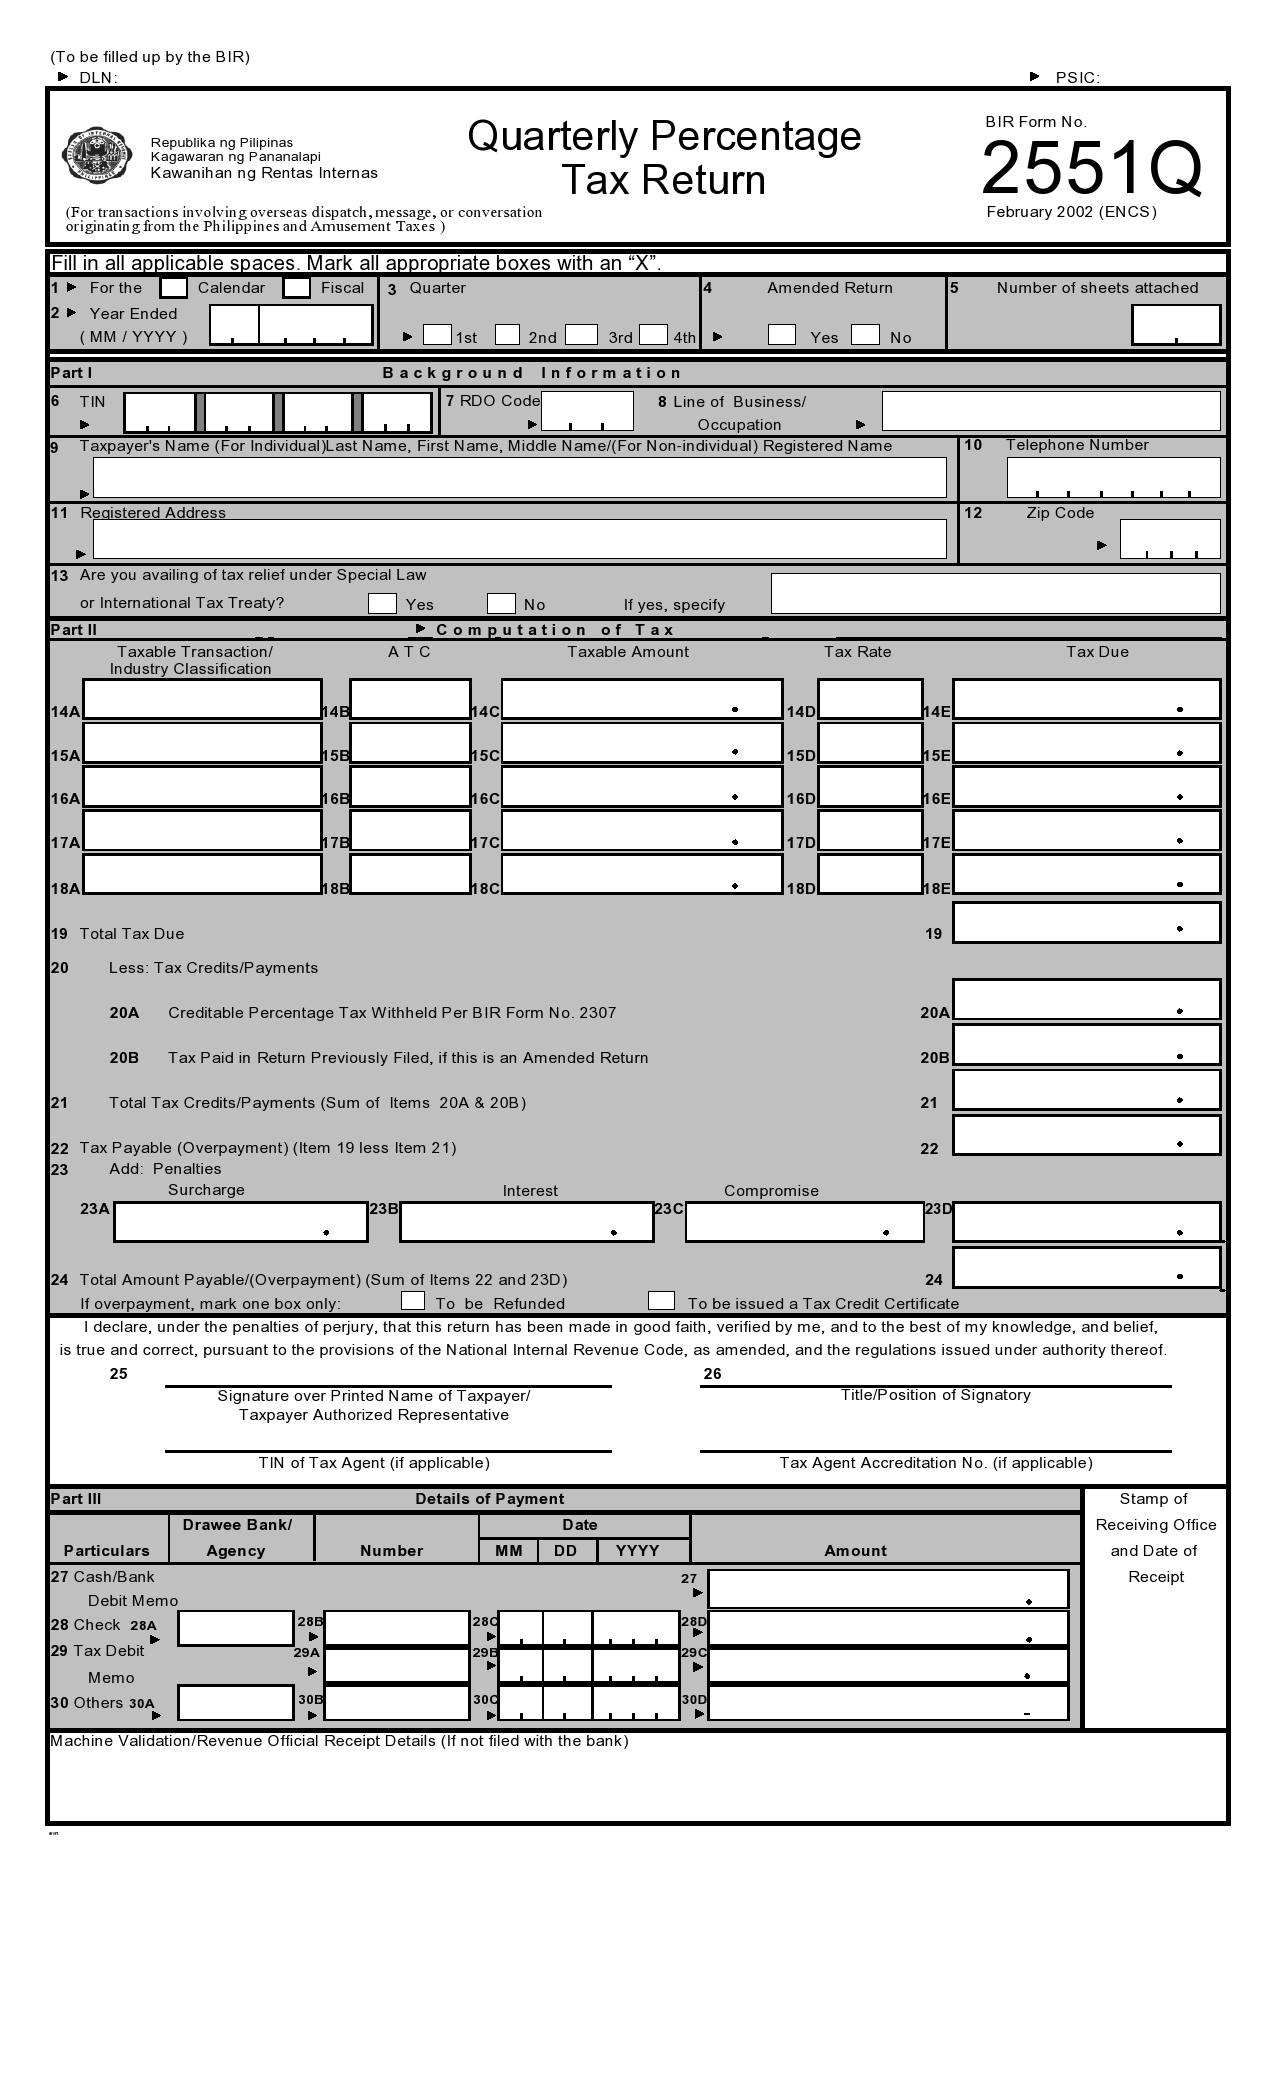 (To be filled up by the BIR)
DLN: PSIC:
Republika ng Pilipinas
Kagawaran ng Pananalapi
Kawanihan ng Rentas Internas
Quarterly Percentage
Tax Return
BIR Form No.
2551Q
February 2002 (ENCS)
(For transactions involving overseas dispatch, message, or conversation
originating from the Philippines and Amusement Taxes )
Fill in all applicable spaces. Mark all appropriate boxes with an “X”.
1 For the Calendar Fiscal 3 Quarter 4 Amended Return 5 Number of sheets attached
2 Year Ended
( MM / YYYY ) 1st 2nd 3rd 4th Yes No
Part I Background Information
6 TIN 7 RDO Code 8 Line of Business/
Occupation
9 Taxpayer's Name (For Individual)Last Name, First Name, Middle Name/(For Non-individual) Registered Name 10 Telephone Number
11 Registered Address 12 Zip Code
13 Are you availing of tax relief under Special Law
or International Tax Treaty? Yes No If yes, specify
Part II Computation of Tax
Taxable Transaction/ A T C Taxable Amount Tax Rate Tax Due
Industry Classification
14A 14B 14C 14D 14E
15A 15B 15C 15D 15E
16A 16B 16C 16D 16E
17A 17B 17C 17D 17E
18A 18B 18C 18D 18E
19 Total Tax Due 19
20 Less: Tax Credits/Payments
20A Creditable Percentage Tax Withheld Per BIR Form No. 2307 20A
20B Tax Paid in Return Previously Filed, if this is an Amended Return 20B
21 Total Tax Credits/Payments (Sum of Items 20A & 20B) 21
22 Tax Payable (Overpayment) (Item 19 less Item 21) 22
23 Add: Penalties
Surcharge Interest Compromise
23A 23B 23C 23D
24 Total Amount Payable/(Overpayment) (Sum of Items 22 and 23D) 24
If overpayment, mark one box only: To be Refunded To be issued a Tax Credit Certificate
I declare, under the penalties of perjury, that this return has been made in good faith, verified by me, and to the best of my knowledge, and belief,
is true and correct, pursuant to the provisions of the National Internal Revenue Code, as amended, and the regulations issued under authority thereof.
25 26
Signature over Printed Name of Taxpayer/ Title/Position of Signatory
Taxpayer Authorized Representative
TIN of Tax Agent (if applicable) Tax Agent Accreditation No. (if applicable)
Part III Details of Payment Stamp of
Receiving Office
and Date of
Receipt
Drawee Bank/ Date
Particulars Agency Number MM DD YYYY Amount
27 Cash/Bank 27
Debit Memo
28 Check 28A 28B 28C 28D
29 Tax Debit 29A 29B 29C
Memo
30 Others 30A 30B 30C 30D
Machine Validation/Revenue Official Receipt Details (If not filed with the bank)